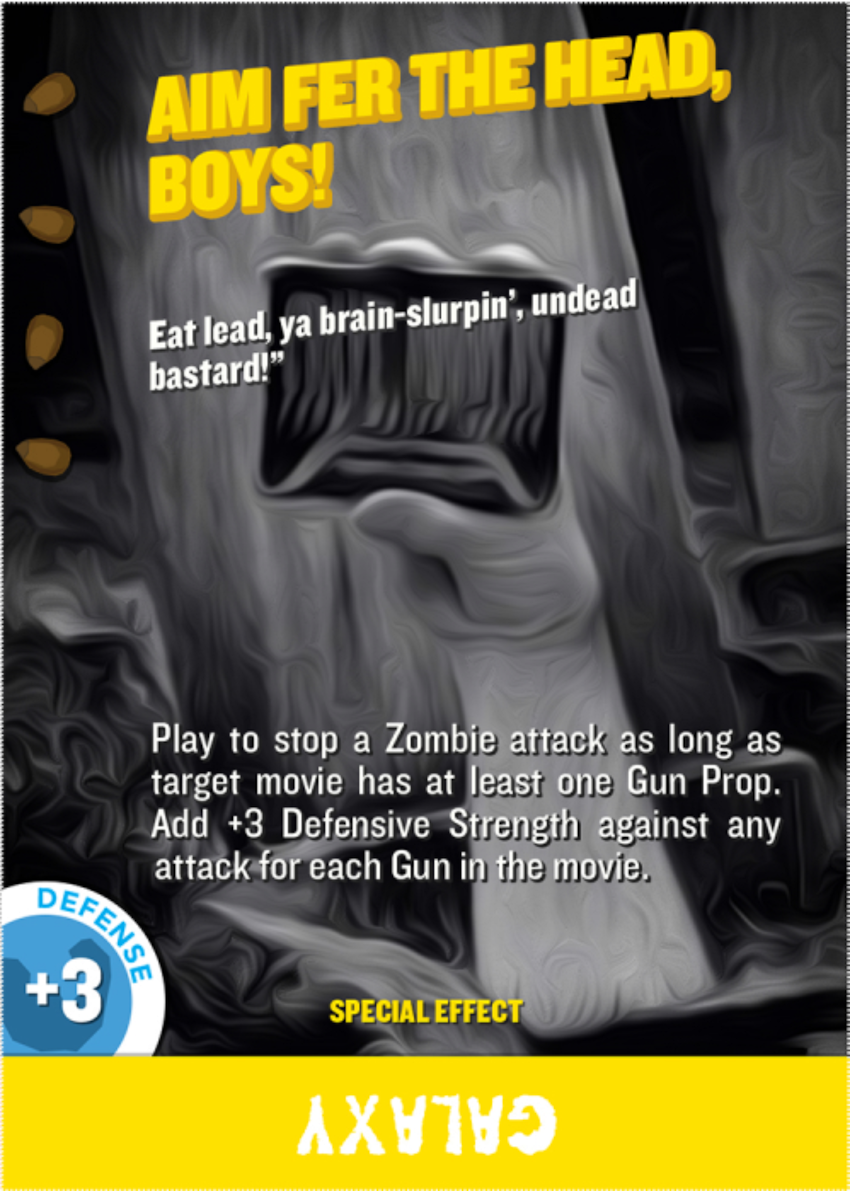 AIM FER THE HEAD,
BOYS!
Eat lead, ya brain-slurpin’, undead
bastard!”
Play to stop a Zombie attack as long as
target movie has at least one Gun Prop.
Add +3 Defensive Strength against any
attack for each Gun in the movie.
DEFENSE
+3
SPECIAL EFFECT
GALAXY